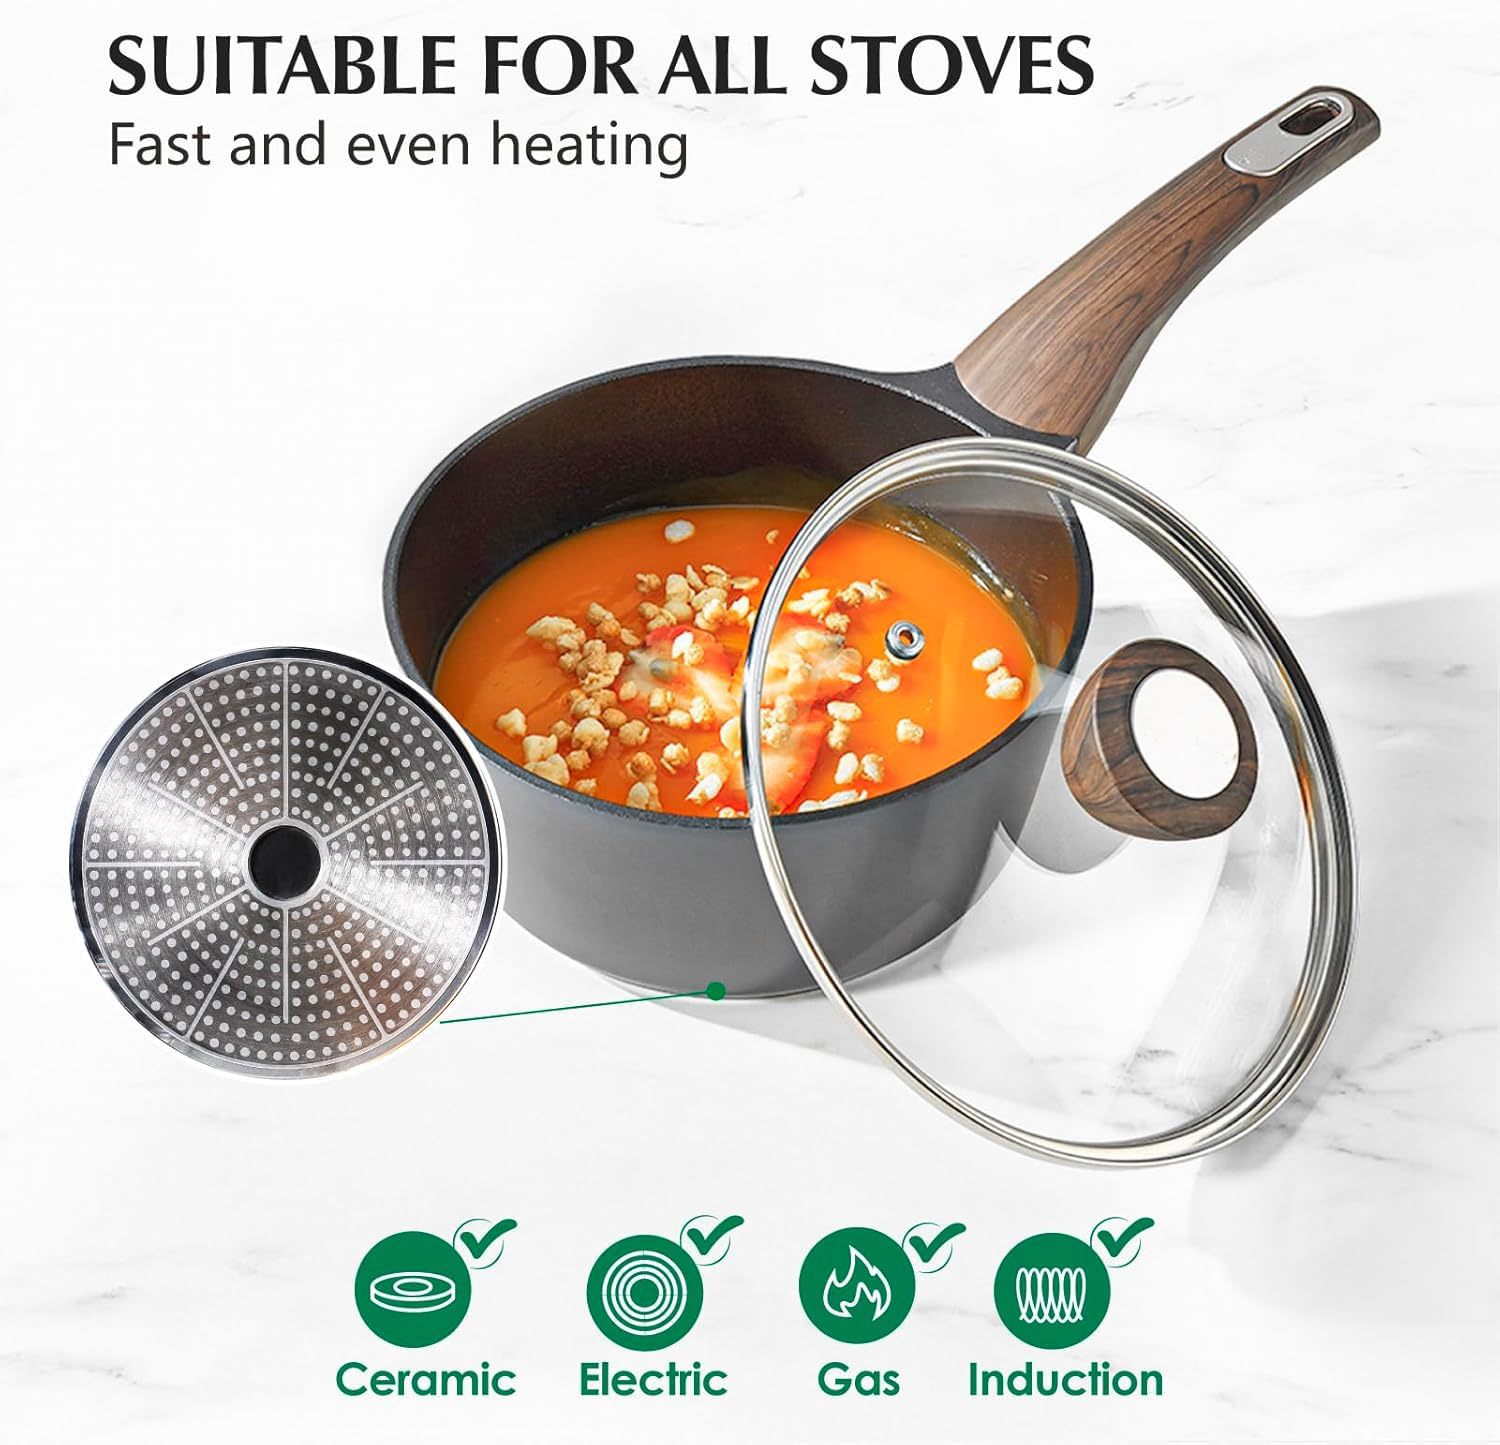 SUITABLE FOR ALL STOVES
Fast and even heating
Ceramic
Electric
Gas
Induction